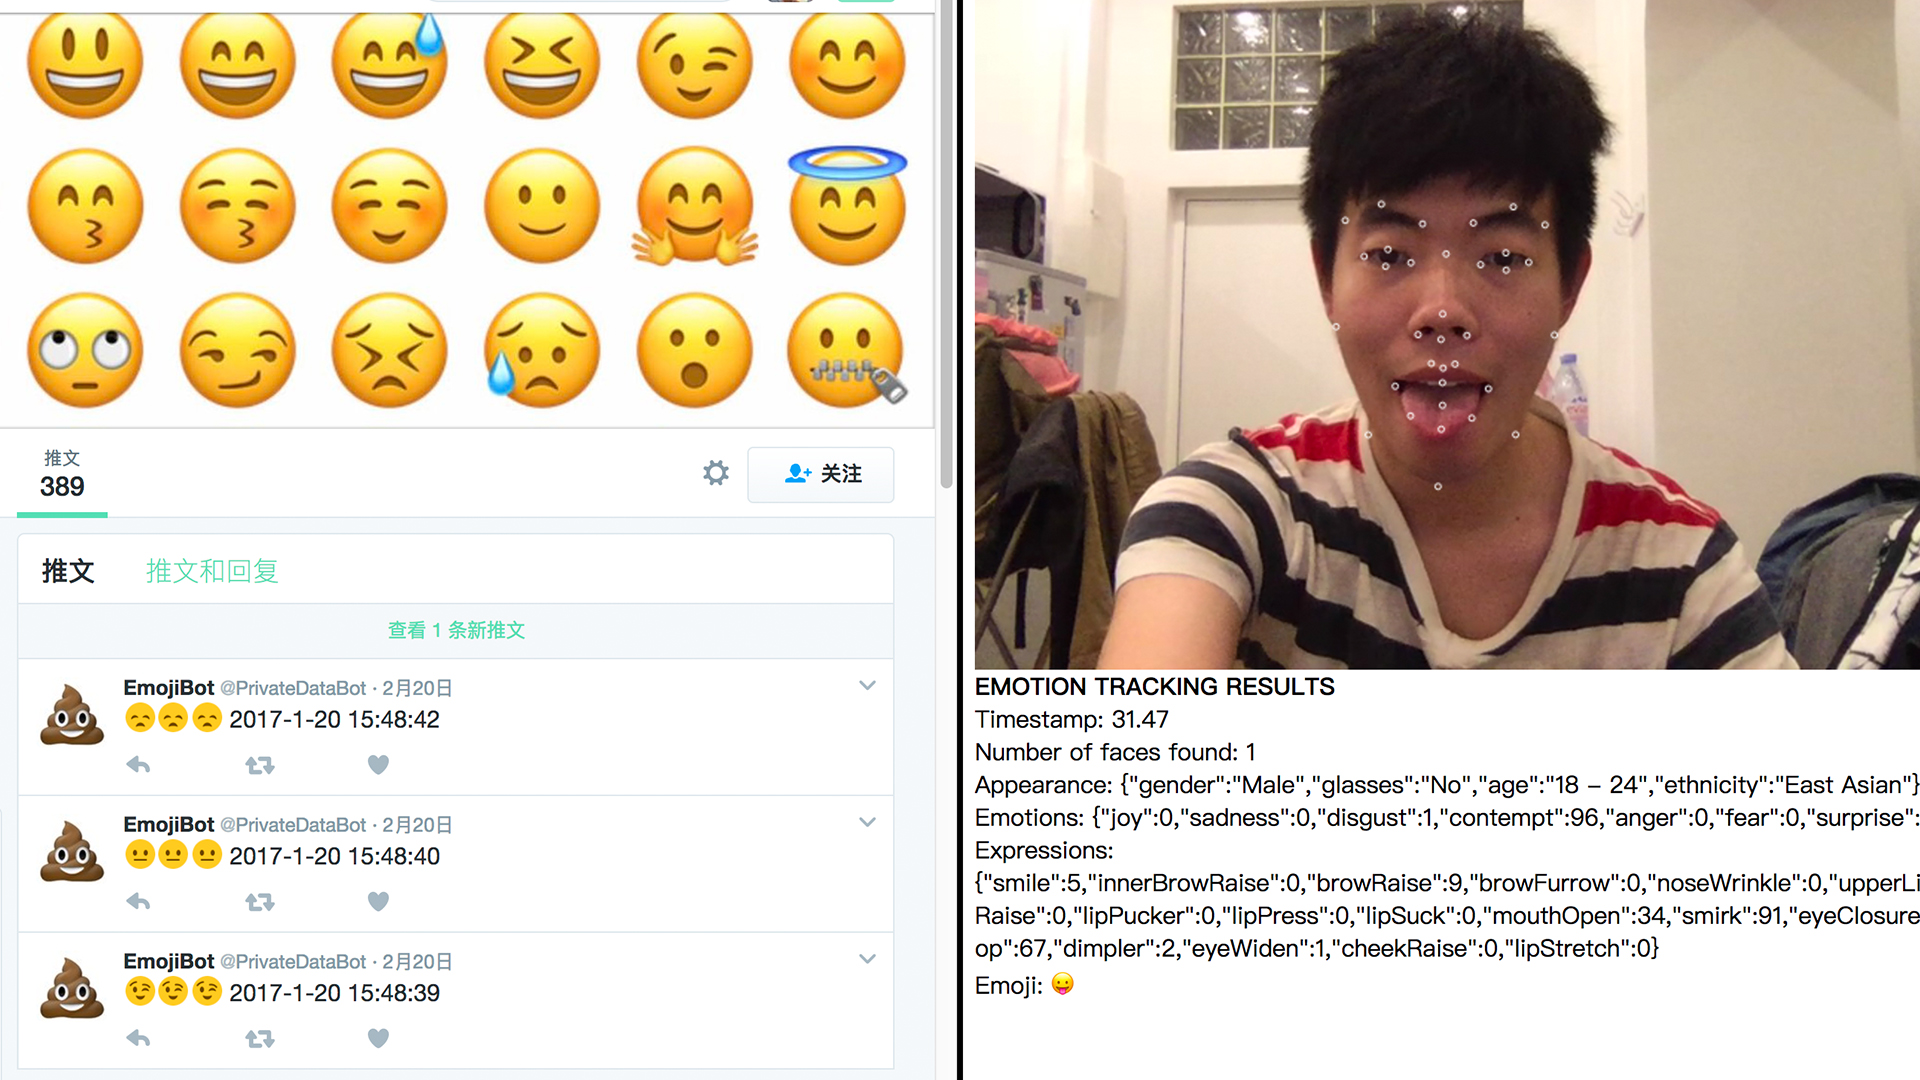 推文
389
关注
推文 推文和回复
查看 1 条新推文
EmojiBot @PrivateDataBot · 2月20日
😞😞😞 2017-1-20 15:48:42
EmojiBot @PrivateDataBot · 2月20日
😐😐😐 2017-1-20 15:48:40
EmojiBot @PrivateDataBot · 2月20日
😉😉😉 2017-1-20 15:48:39
EMOTION TRACKING RESULTS
Timestamp: 31.47
Number of faces found: 1
Appearance: {"gender":"Male","glasses":"No","age":"18 – 24","ethnicity":"East Asian"}
Emotions: {"joy":0,"sadness":0,"disgust":1,"contempt":96,"anger":0,"fear":0,"surprise":
Expressions:
{"smile":5,"innerBrowRaise":0,"browRaise":9,"browFurrow":0,"noseWrinkle":0,"upperLi
Raise":0,"lipPucker":0,"lipPress":0,"lipSuck":0,"mouthOpen":34,"smirk":91,"eyeClosure
op":67,"dimpler":2,"eyeWiden":1,"cheekRaise":0,"lipStretch":0}
Emoji: 😛